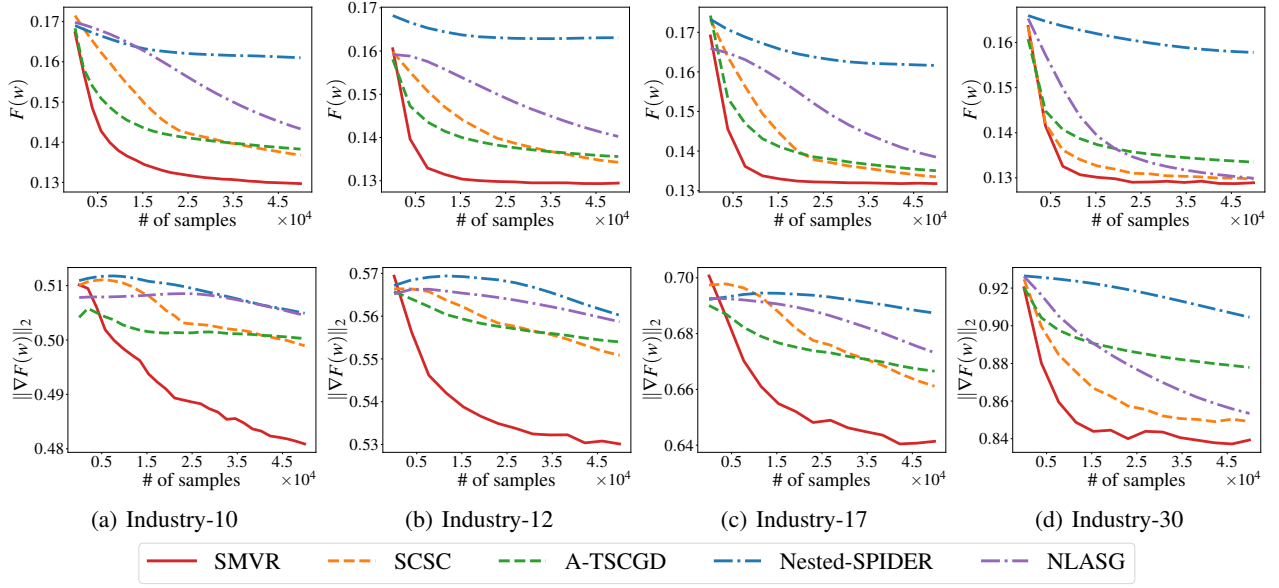 0.17
0.16
0.15
0.14
0.13
F(w)
0.5 1.5 2.5 3.5 4.5
# of samples ×10⁴
0.17
0.16
0.15
0.14
0.13
F(w)
0.5 1.5 2.5 3.5 4.5
# of samples ×10⁴
0.17
0.16
0.15
0.14
0.13
F(w)
0.5 1.5 2.5 3.5 4.5
# of samples ×10⁴
0.16
0.15
0.14
0.13
F(w)
0.5 1.5 2.5 3.5 4.5
# of samples ×10⁴
0.51
0.50
0.49
0.48
||∇F(w)||₂
0.5 1.5 2.5 3.5 4.5
# of samples ×10⁴
0.57
0.56
0.55
0.54
0.53
||∇F(w)||₂
0.5 1.5 2.5 3.5 4.5
# of samples ×10⁴
0.70
0.68
0.66
0.64
||∇F(w)||₂
0.5 1.5 2.5 3.5 4.5
# of samples ×10⁴
0.92
0.90
0.88
0.86
0.84
||∇F(w)||₂
0.5 1.5 2.5 3.5 4.5
# of samples ×10⁴
(a) Industry-10
(b) Industry-12
(c) Industry-17
(d) Industry-30
SMVR SCSC A-TSCGD Nested-SPIDER NLASG